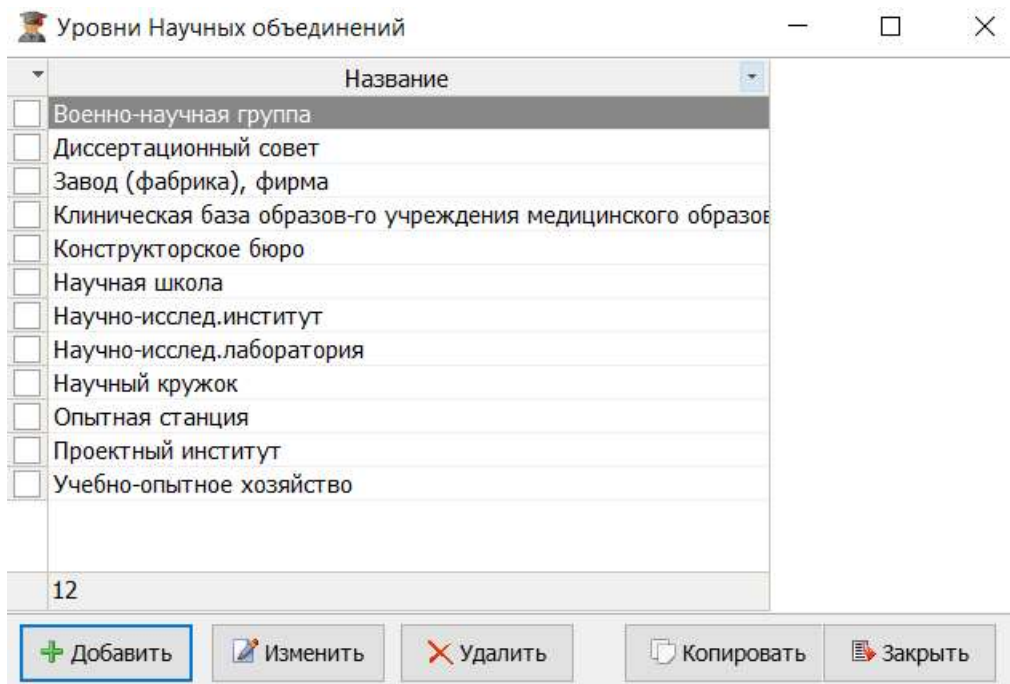 Уровни Научных объединений
Название
Военно-научная группа
Диссертационный совет
Завод (фабрика), фирма
Клиническая база образов-го учреждения медицинского образов
Конструкторское бюро
Научная школа
Научно-исслед.институт
Научно-исслед.лаборатория
Научный кружок
Опытная станция
Проектный институт
Учебно-опытное хозяйство
12
Добавить Изменить Удалить Копировать Закрыть